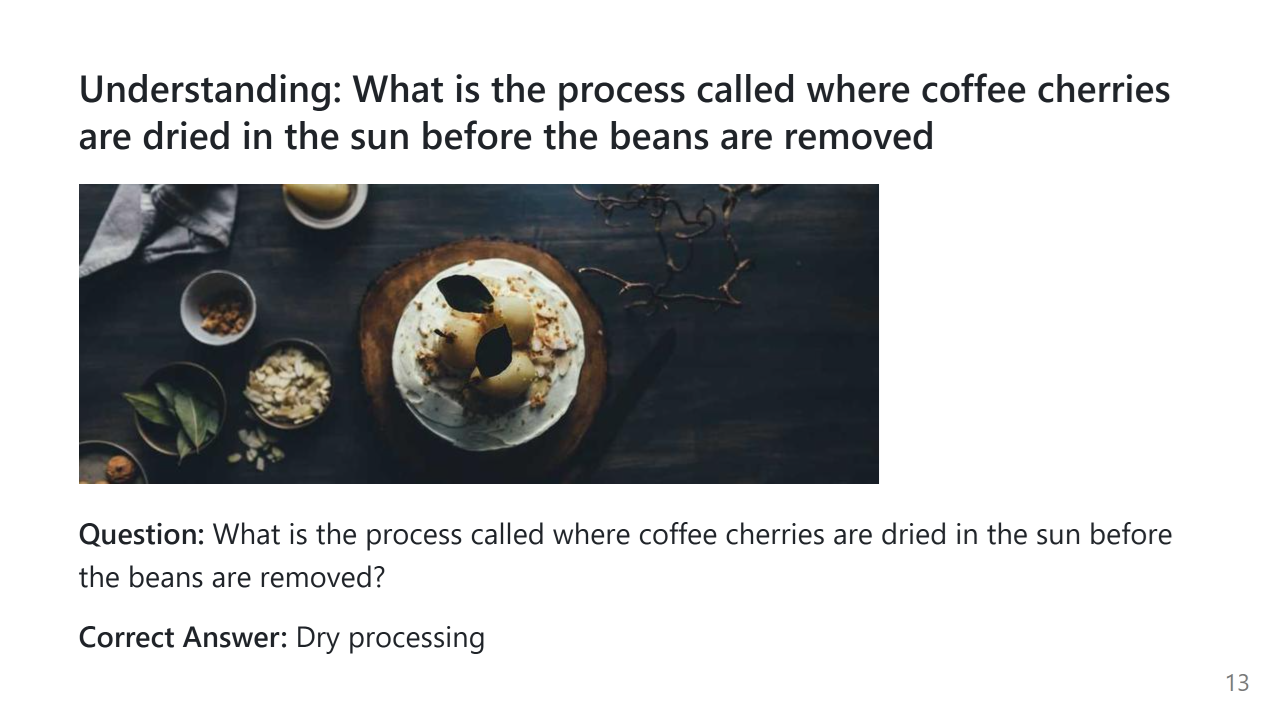 Understanding: What is the process called where coffee cherries
are dried in the sun before the beans are removed
Question: What is the process called where coffee cherries are dried in the sun before
the beans are removed?
Correct Answer: Dry processing
13